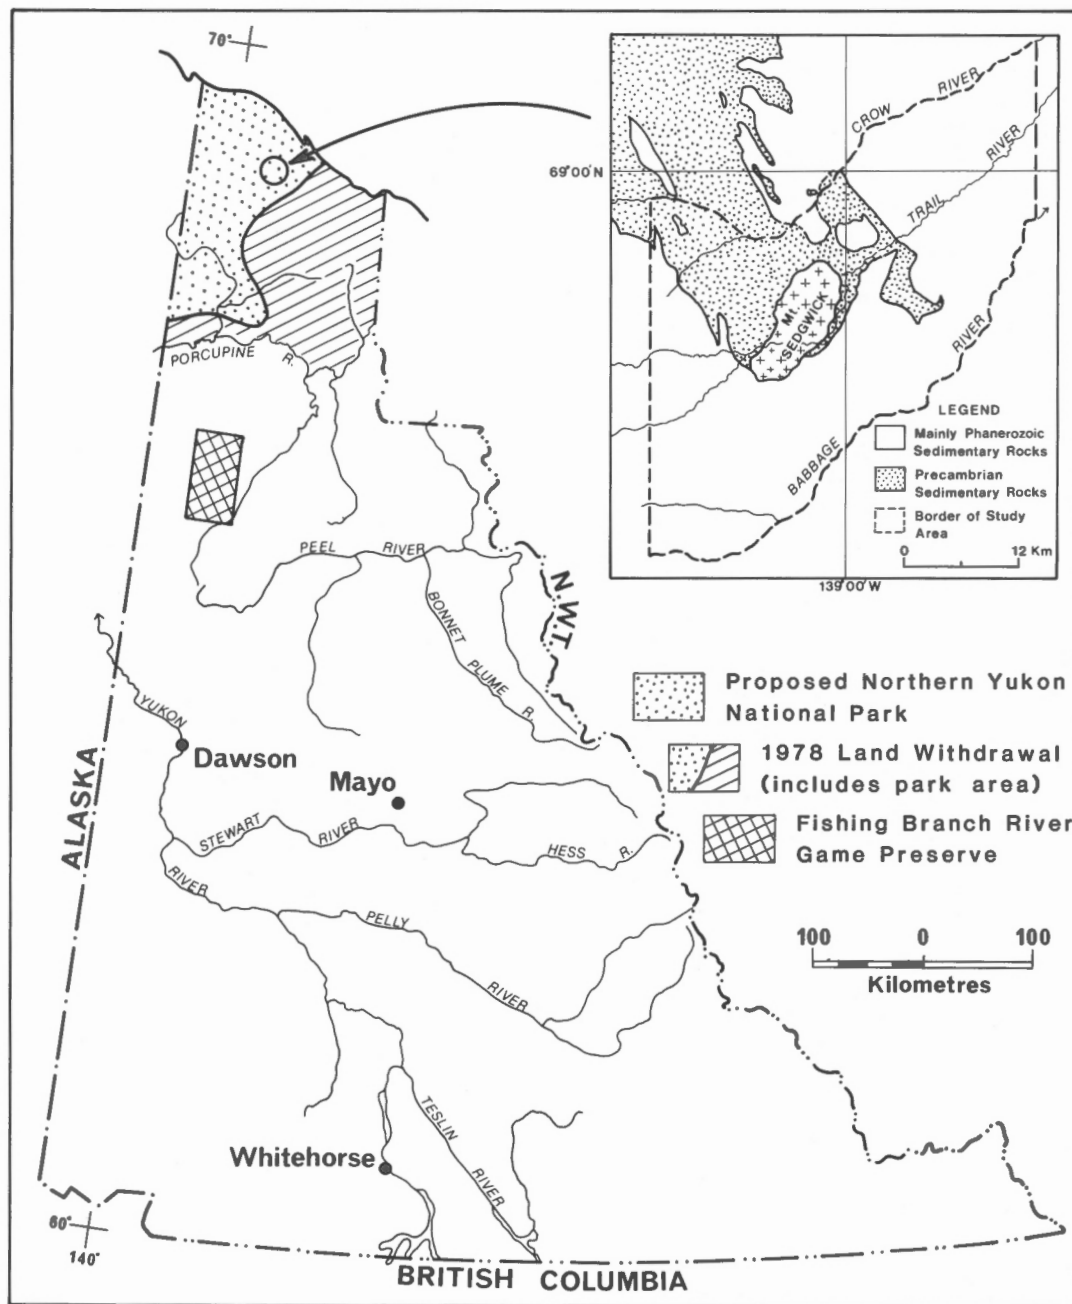 70°
CROW
RIVER
RIVER
TRAIL
69°00'N
Mt.
SEDGWICK
RIVER
BABBAGE
LEGEND
Mainly Phanerozoic
Sedimentary Rocks
Precambrian
Sedimentary Rocks
Border of Study
Area
0 12 Km
139°00'W
PORCUPINE R.
PEEL RIVER
BONNET PLUME R.
N.W.T.
YUKON
Dawson
Mayo
ALASKA
STEWART RIVER
HESS R.
RIVER
PELLY RIVER
Proposed Northern Yukon
National Park
1978 Land Withdrawal
(includes park area)
Fishing Branch River
Game Preserve
100 0 100
Kilometres
TESLIN RIVER
Whitehorse
60°
140°
BRITISH COLUMBIA